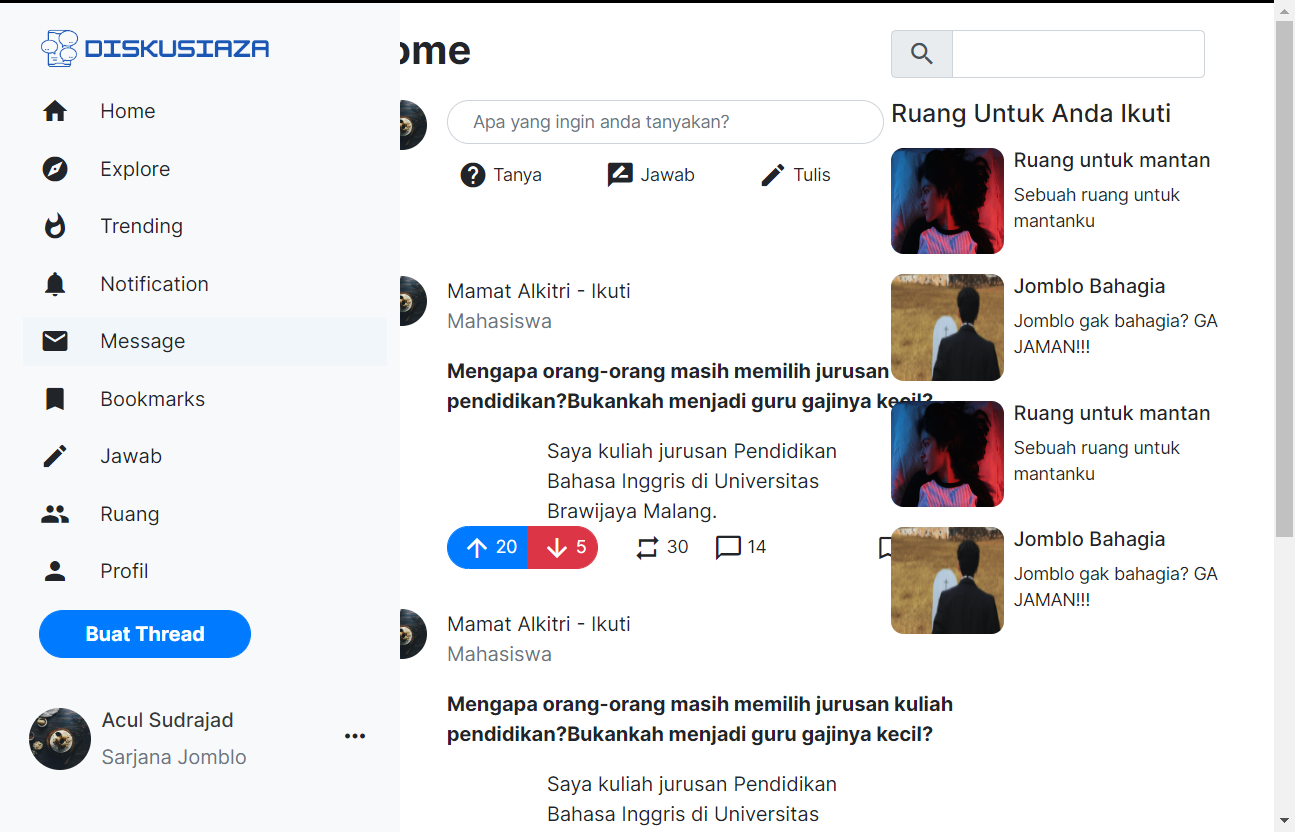 DISKUSIAZA
Home
Explore
Trending
Notification
Message
Bookmarks
Jawab
Ruang
Profil
Buat Thread
Acul Sudrajad
Sarjana Jomblo
ome
Apa yang ingin anda tanyakan?
Tanya
Jawab
Tulis
Mamat Alkitri - Ikuti
Mahasiswa
Mengapa orang-orang masih memilih jurusan
pendidikan?Bukankah menjadi guru gajinya kecil?
Saya kuliah jurusan Pendidikan
Bahasa Inggris di Universitas
Brawijaya Malang.
20 5 30 14
Mamat Alkitri - Ikuti
Mahasiswa
Mengapa orang-orang masih memilih jurusan kuliah
pendidikan?Bukankah menjadi guru gajinya kecil?
Saya kuliah jurusan Pendidikan
Bahasa Inggris di Universitas
Ruang Untuk Anda Ikuti
Ruang untuk mantan
Sebuah ruang untuk
mantanku
Jomblo Bahagia
Jomblo gak bahagia? GA
JAMAN!!!
Ruang untuk mantan
Sebuah ruang untuk
mantanku
Jomblo Bahagia
Jomblo gak bahagia? GA
JAMAN!!!